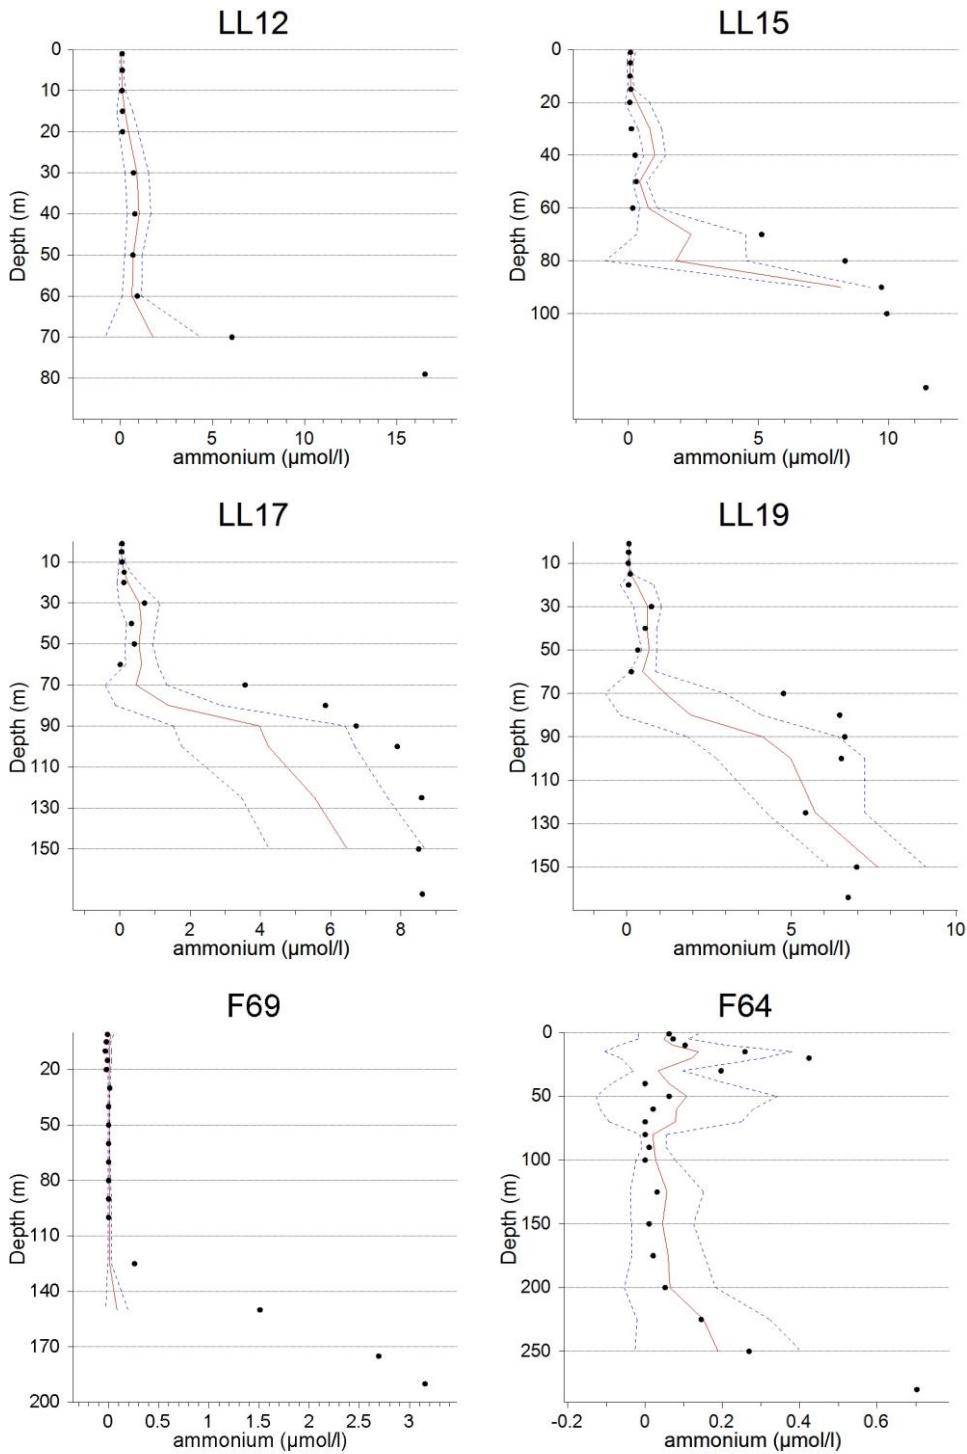 LL12
0
10
20
30
40
50
60
70
80
Depth (m)
0 5 10 15
ammonium (µmol/l)
LL15
0
20
40
60
80
100
Depth (m)
0 5 10
ammonium (µmol/l)
LL17
10
30
50
70
90
110
130
150
Depth (m)
0 2 4 6 8
ammonium (µmol/l)
LL19
10
30
50
70
90
110
130
150
Depth (m)
0 5 10
ammonium (µmol/l)
F69
20
50
80
110
140
170
200
Depth (m)
0 0.5 1 1.5 2 2.5 3
ammonium (µmol/l)
F64
0
50
100
150
200
250
Depth (m)
-0.2 0 0.2 0.4 0.6
ammonium (µmol/l)